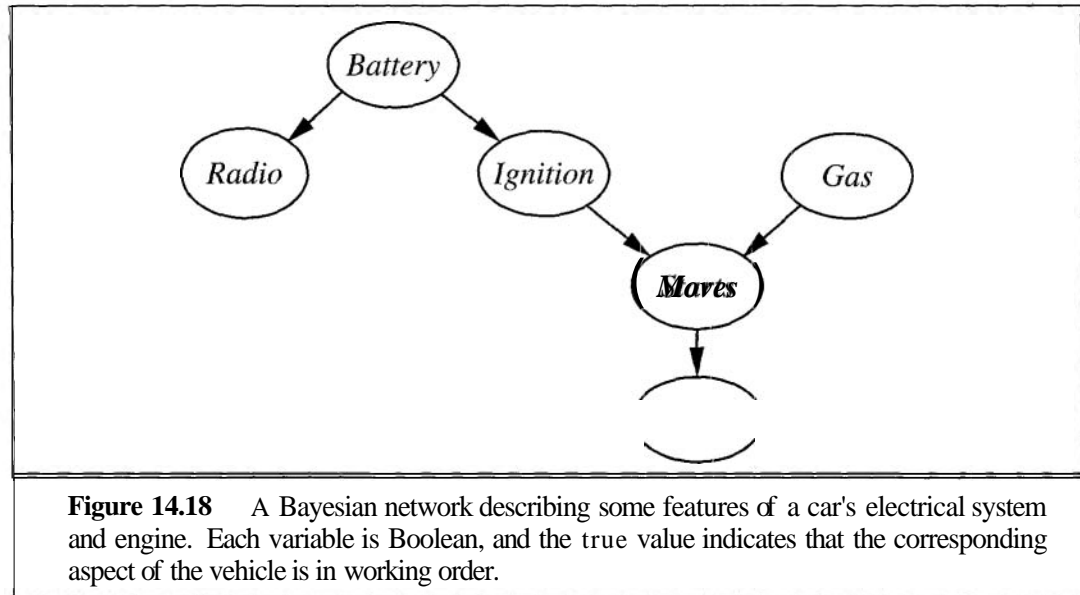 Battery
Radio
Ignition
Gas
Moves
Figure 14.18 A Bayesian network describing some features of a car's electrical system
and engine. Each variable is Boolean, and the true value indicates that the corresponding
aspect of the vehicle is in working order.